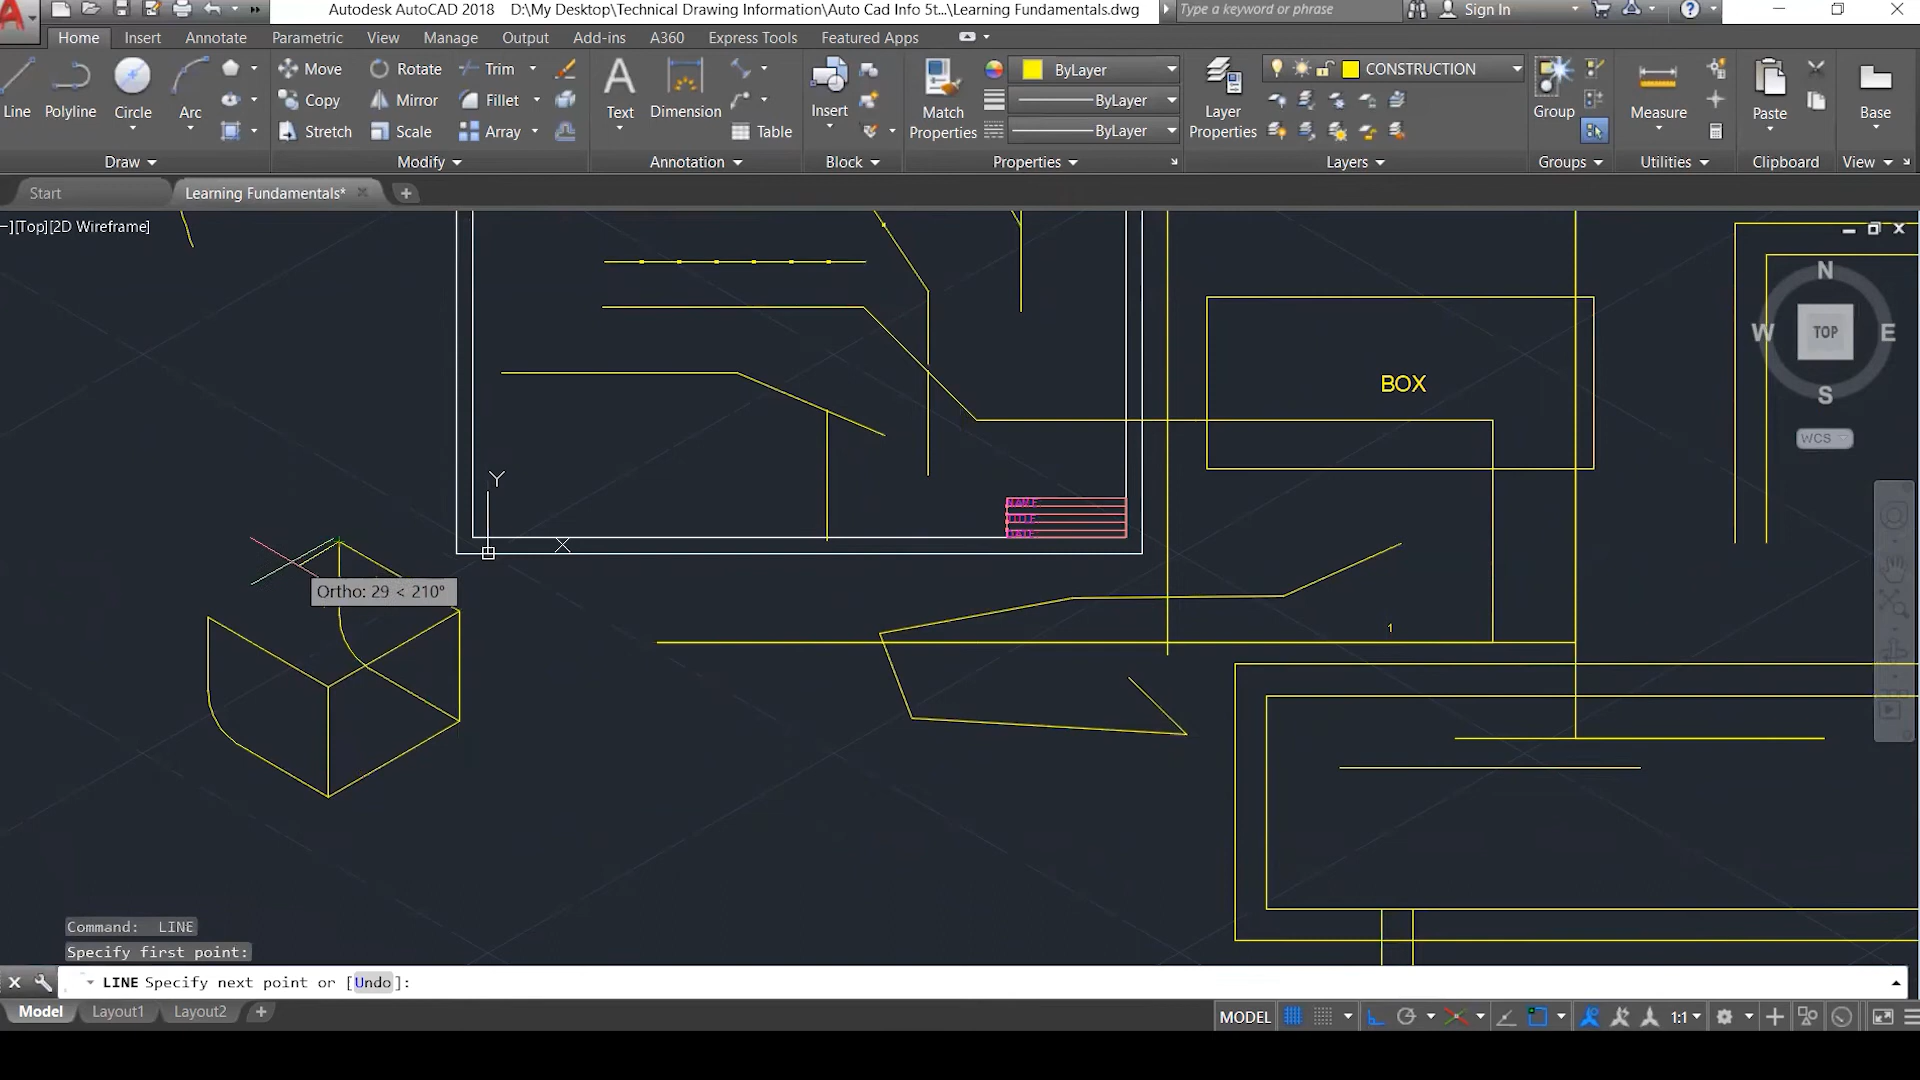 Autodesk AutoCAD 2018 D:\My Desktop\Technical Drawing Information\Auto Cad Info 5t...\Learning Fundamentals.dwg Type a keyword or phrase Sign In
Home Insert Annotate Parametric View Manage Output Add-ins A360 Express Tools Featured Apps
Line Polyline Circle Arc
Move Rotate Trim
Copy Mirror Fillet
Stretch Scale Array
Text Dimension Table
Insert
Match Properties
ByLayer
ByLayer
ByLayer
Layer Properties
CONSTRUCTION
Group Measure Paste Base
Draw Modify Annotation Block Properties Layers Groups Utilities Clipboard View
Start Learning Fundamentals*
[Top][2D Wireframe]
N
W TOP E
S
WCS
BOX
Y
X
NAME
TITLE
DATE
Ortho: 29 < 210°
1
Command: LINE
Specify first point:
LINE Specify next point or [Undo]:
Model Layout1 Layout2
MODEL 1:1